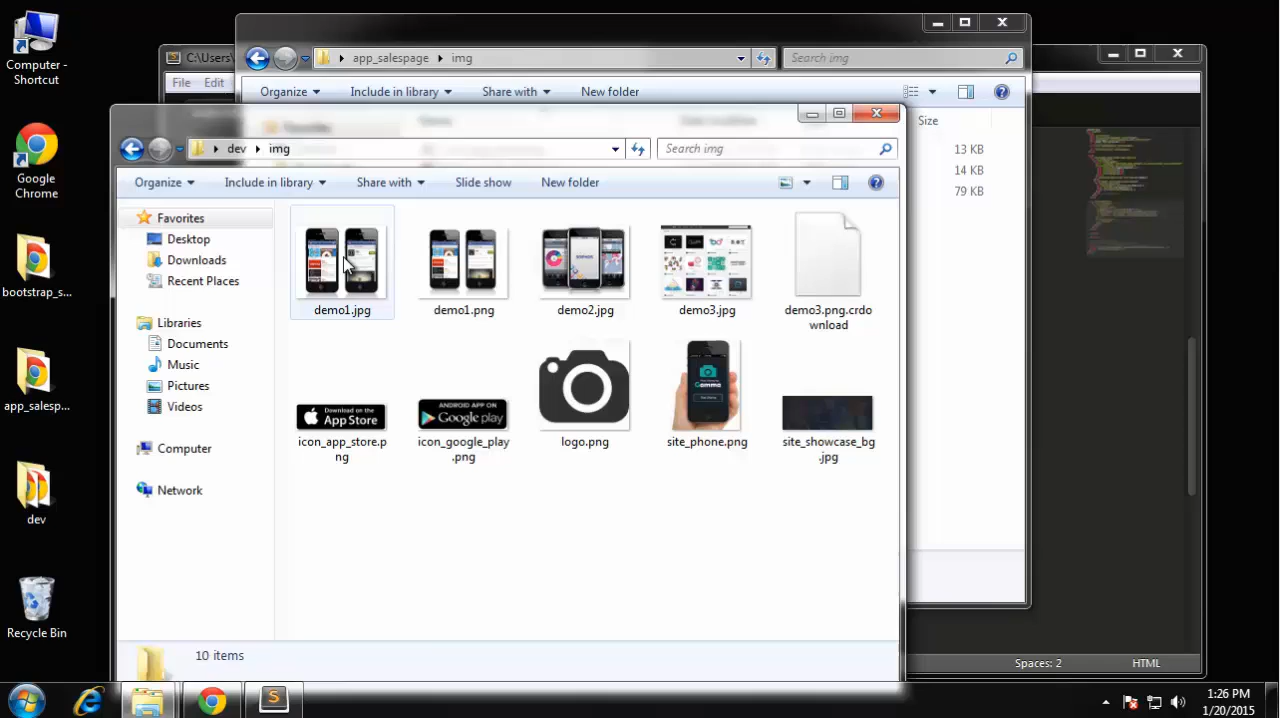 Computer -
Shortcut
Google
Chrome
bootstrap_s...
app_salesp...
dev
Recycle Bin
C:\Users\
File Edit
app_salespage img
Search img
Organize Include in library Share with New folder
Size
13 KB
14 KB
79 KB
dev img
Search img
Organize Include in library Share with Slide show New folder
Favorites
Desktop
Downloads
Recent Places
Libraries
Documents
Music
Pictures
Videos
Computer
Network
demo1.jpg
demo1.png
demo2.jpg
demo3.jpg
demo3.png.crdo
wnload
Download on the
App Store
icon_app_store.p
ng
ANDROID APP ON
Google play
icon_google_play
.png
logo.png
Gamma
site_phone.png
site_showcase_bg
.jpg
10 items
Spaces: 2 HTML
1:26 PM
1/20/2015